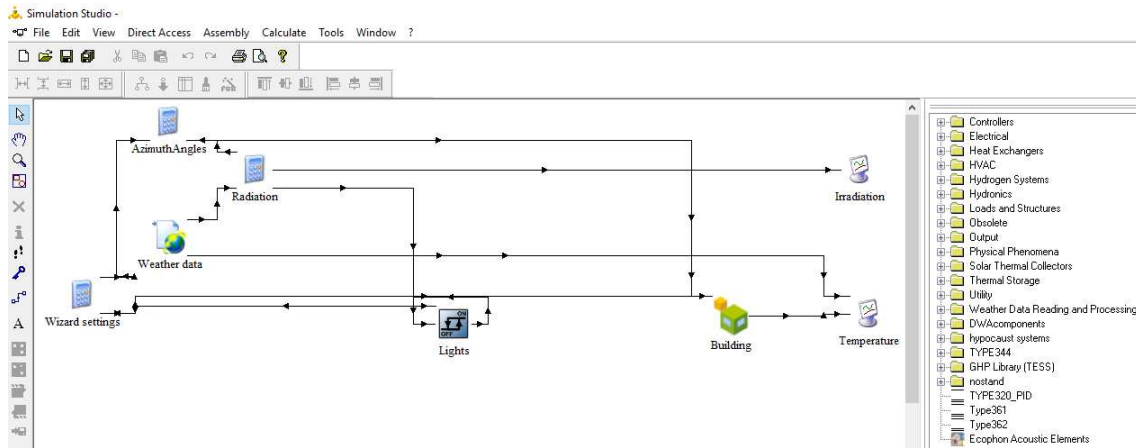 Simulation Studio -
File Edit View Direct Access Assembly Calculate Tools Window ?
AzimuthAngles
Radiation
Irradiation
Weather data
Wizard settings
ON
OFF
Lights
Building
Temperature
A
Controllers
Electrical
Heat Exchangers
HVAC
Hydrogen Systems
Hydronics
Loads and Structures
Obsolete
Output
Physical Phenomena
Solar Thermal Collectors
Thermal Storage
Utility
Weather Data Reading and Processing
DWAcomponents
hypocaust systems
TYPE344
GHP Library (TESS)
nostand
TYPE320_PID
Type361
Type362
Ecophon Acoustic Elements